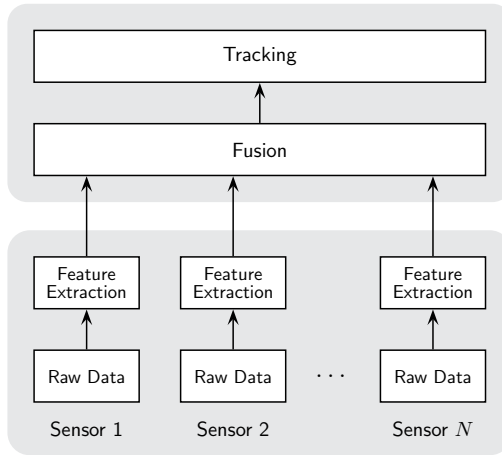 Tracking
Fusion
Feature
Extraction
Feature
Extraction
Feature
Extraction
Raw Data
Raw Data
. . .
Raw Data
Sensor 1
Sensor 2
Sensor N